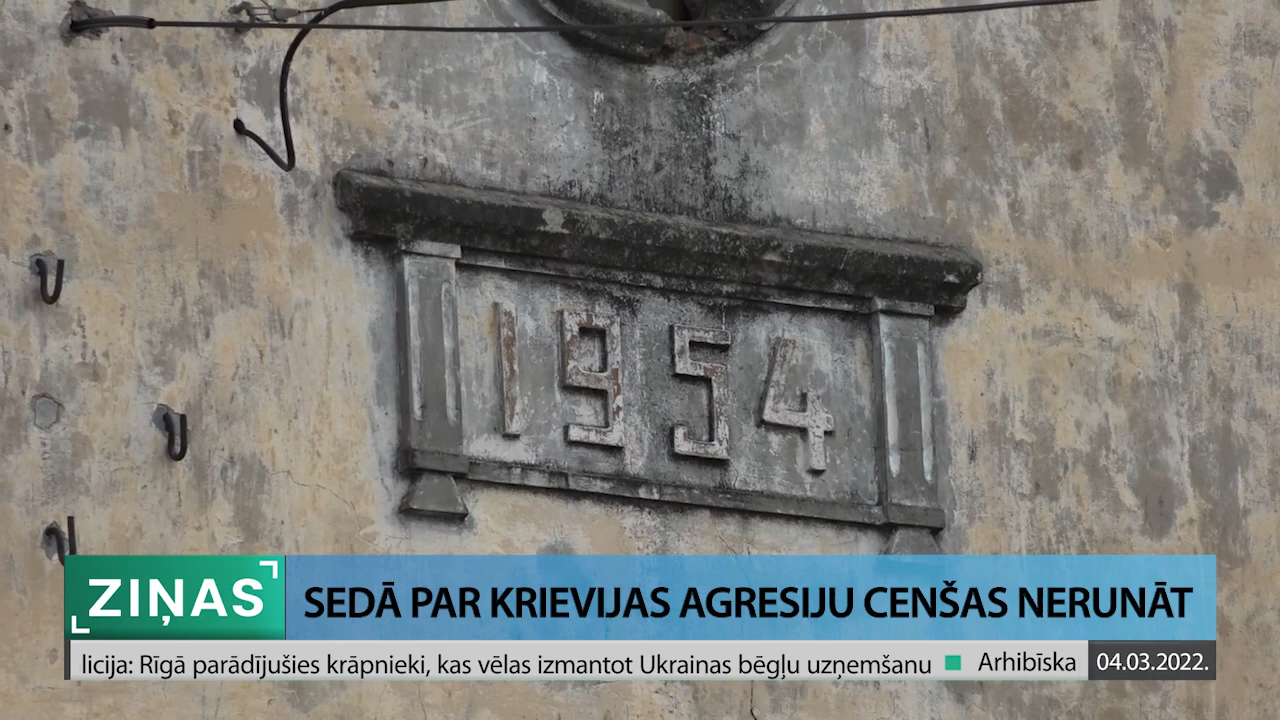 1954
ZIŅAS
SEDĀ PAR KRIEVIJAS AGRESIJU CENŠAS NERUNĀT
licija: Rīgā parādījušies krāpnieki, kas vēlas izmantot Ukrainas bēgļu uzņemšanu ■ Arhibīska
04.03.2022.